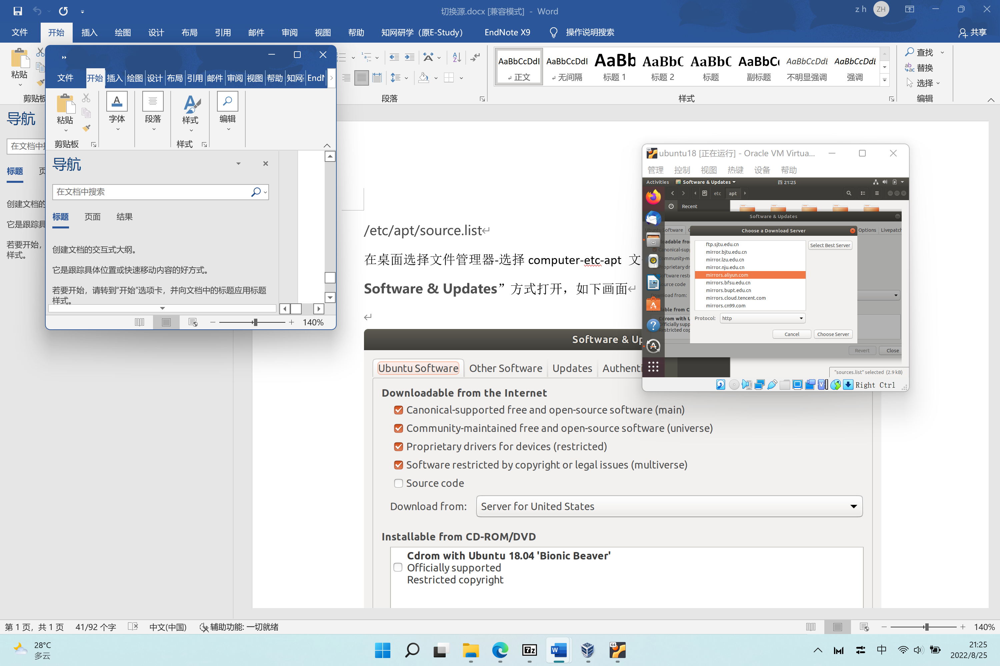 切换源.docx [兼容模式] - Word
z h
ZH
文件 开始 插入 绘图 设计 布局 引用 邮件 审阅 视图 帮助 知网研学（原E-Study） EndNote X9 操作说明搜索
共享
粘贴
剪贴板
段落
AaBbCcDdI AaBbCcDdI AaBb AaBbC AaBbC AaBbCc AaBbCcDdE AaBbCcDdE
正文 无间隔 标题 1 标题 2 标题 副标题 不明显强调 强调
样式
查找
替换
选择
编辑
导航
在文档中
标题
创建文档的
它是跟踪具
若要开始，
样式。
文件 开始 插入 绘图 设计 布局 引用 邮件 审阅 视图 帮助 知网 EndN
粘贴 字体 段落 样式 编辑
剪贴板 样式
导航
在文档中搜索
标题 页面 结果
创建文档的交互式大纲。
它是跟踪具体位置或快速移动内容的好方式。
若要开始，请转到“开始”选项卡，并向文档中的标题应用标题
样式。
140%
/etc/apt/source.list
在桌面选择文件管理器-选择 computer-etc-apt 文
Software & Updates”方式打开，如下画面
Software & Up
Ubuntu Software Other Software Updates Authenti
Downloadable from the Internet
Canonical-supported free and open-source software (main)
Community-maintained free and open-source software (universe)
Proprietary drivers for devices (restricted)
Software restricted by copyright or legal issues (multiverse)
Source code
Download from: Server for United States
Installable from CD-ROM/DVD
Cdrom with Ubuntu 18.04 'Bionic Beaver'
Officially supported
Restricted copyright
ubuntu18 [正在运行] - Oracle VM Virtua...
管理 控制 视图 热键 设备 帮助
Activities Software & Updates 四 21:25
etc apt
Recent
Software & Updates
Ubuntu Software Options Livepatch
Choose a Download Server
ftp.sjtu.edu.cn
mirror.bjtu.edu.cn
mirror.lzu.edu.cn
mirror.nju.edu.cn
mirrors.aliyun.com
mirrors.bfsu.edu.cn
mirrors.bupt.edu.cn
mirrors.cloud.tencent.com
mirrors.cn99.com
Select Best Server
Protocol: http
Cancel Choose Server
Revert Close
"sources.list" selected (2.9 kB)
Right Ctrl
第 1 页，共 1 页 41/92 个字 中文(中国) 辅助功能: 一切就绪
140%
28°C
多云
中
21:25
2022/8/25